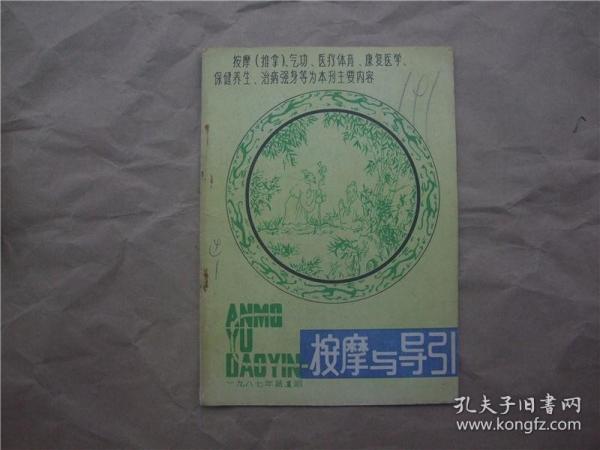 按摩(推拿)、气功、医疗体育、康复医学、
保健养生、治病强身等为本刊主要内容
ANMO
YU
DAOYIN
按摩与导引
一九八七年第1期
孔夫子旧书网
www.kongfz.com